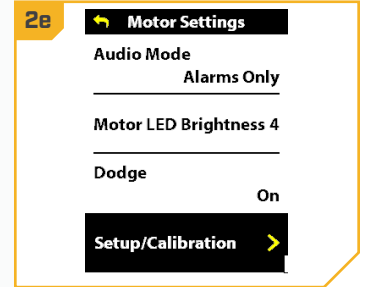 2e
Motor Settings
Audio Mode
Alarms Only
Motor LED Brightness 4
Dodge
On
Setup/Calibration